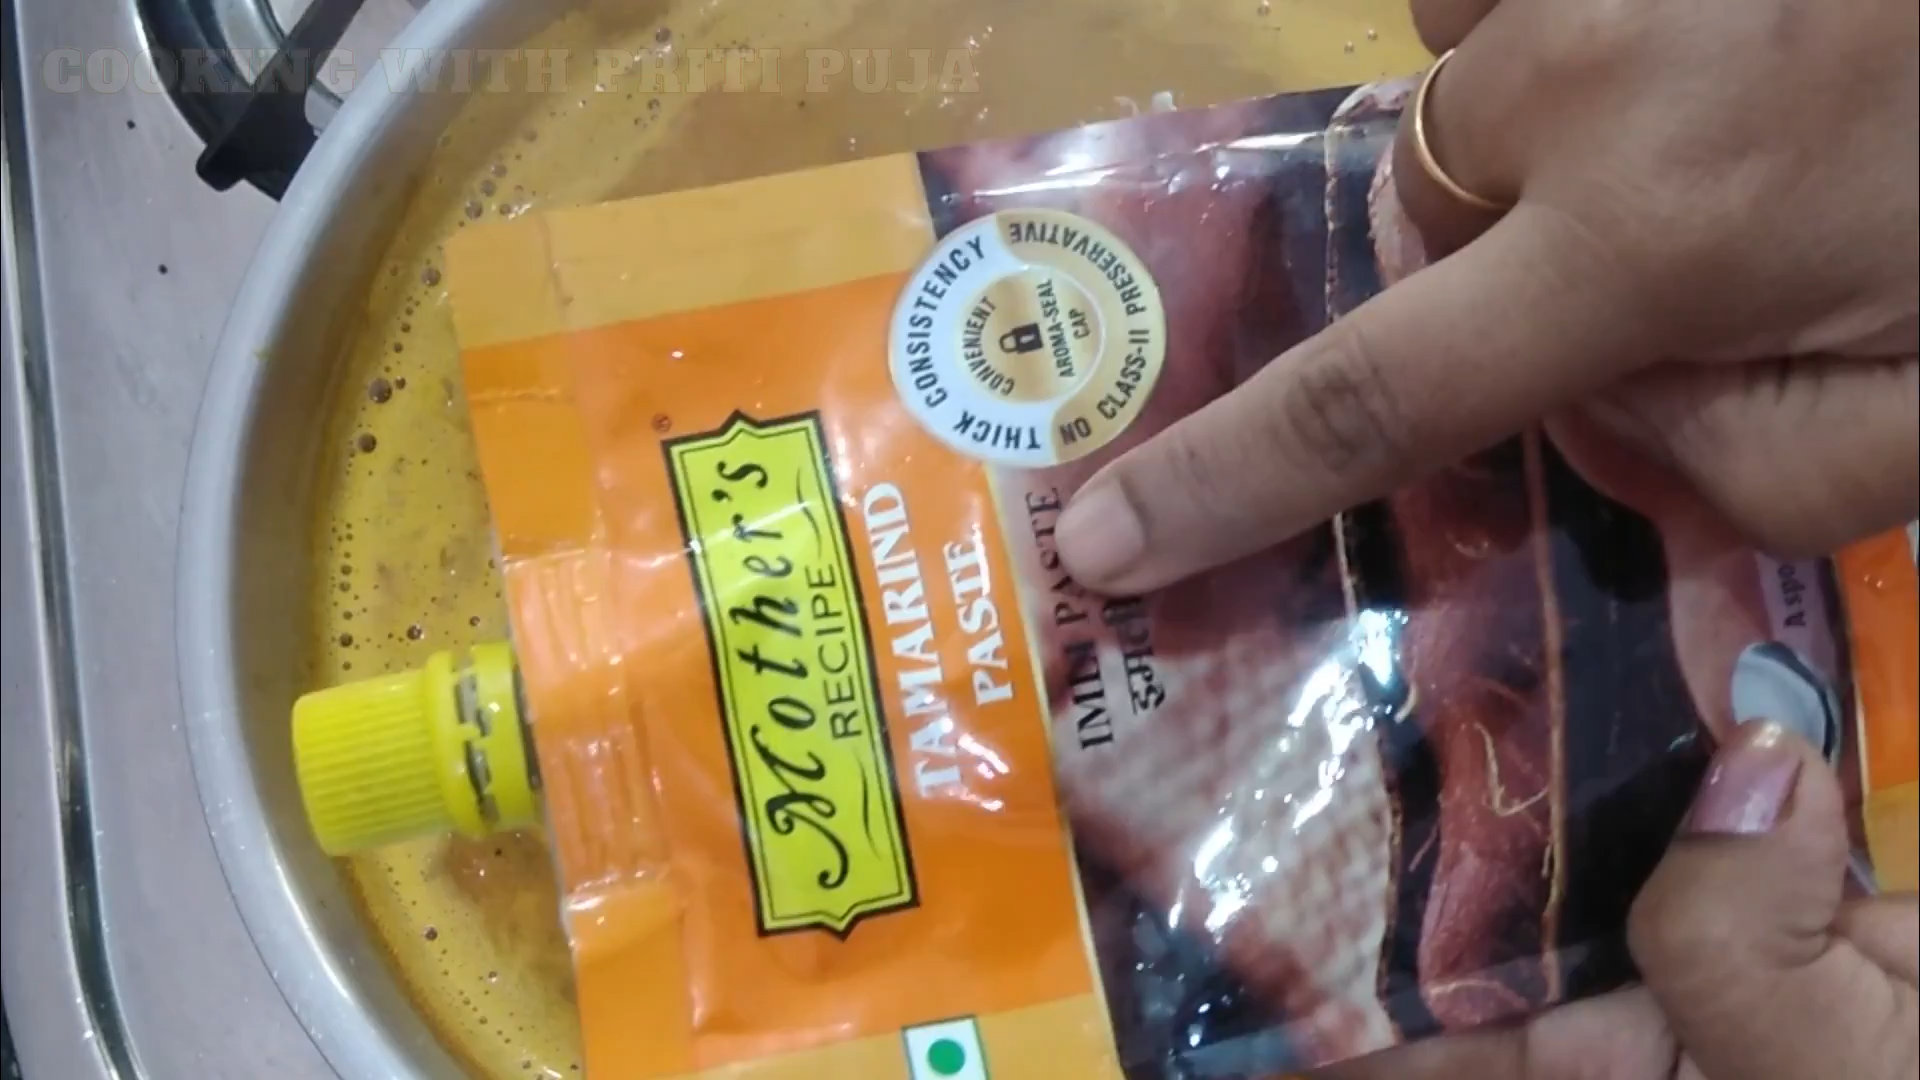 COOKING WITH PRITI PUJA
Mother's
RECIPE
®
TAMARIND
PASTE
THICK CONSISTENCY
NO CLASS-II PRESERVATIVE
CONVENIENT
AROMA-SEAL
CAP
IMLI PASTE
A spo